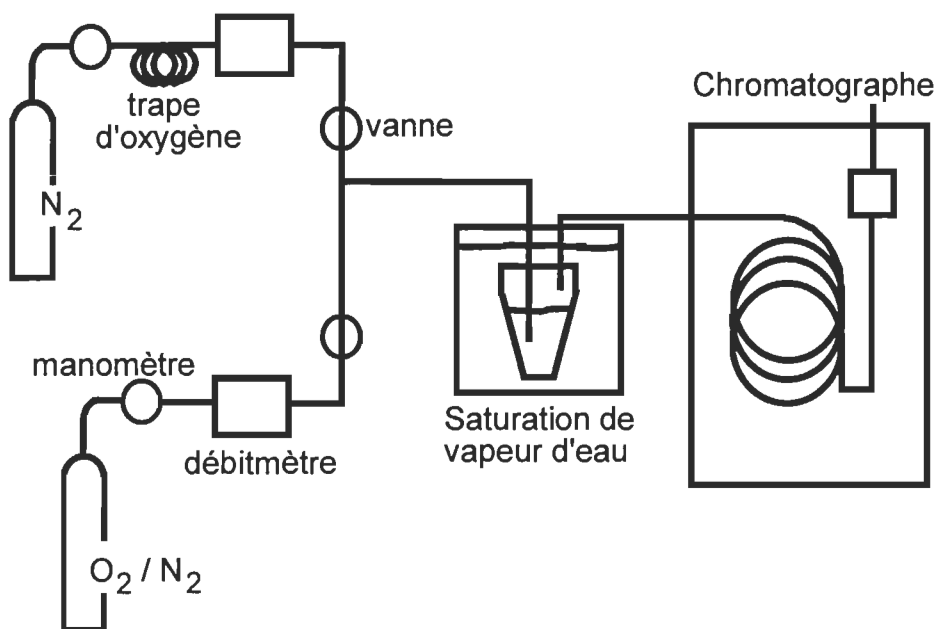 trape
d'oxygène
vanne
N2
Chromatographe
manomètre
débitmètre
O2 / N2
Saturation de
vapeur d'eau